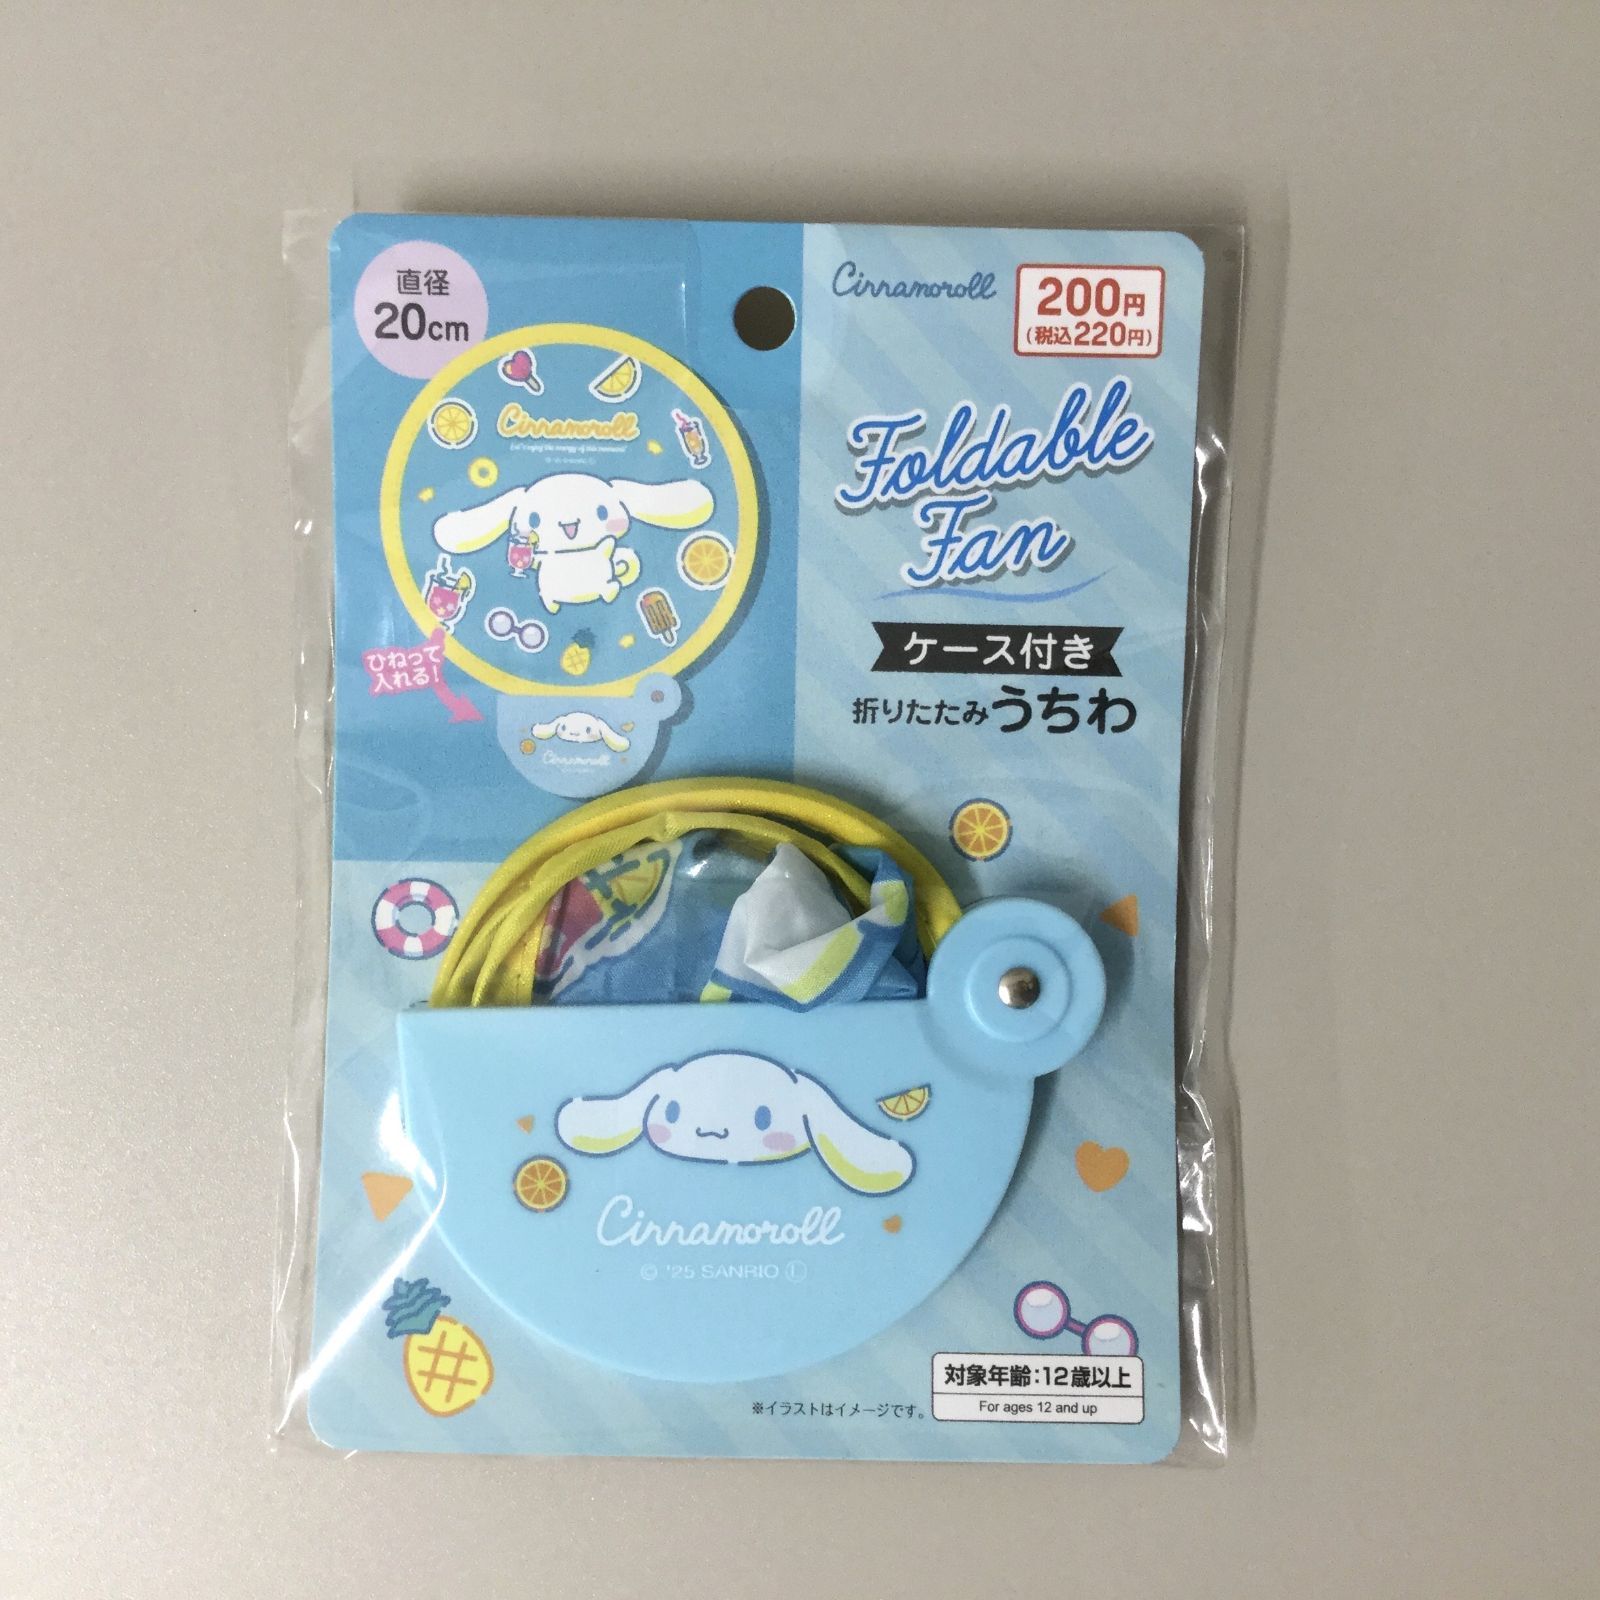 直径
20cm
Cinnamoroll
200円
(税込220円)
Cinnamoroll
Foldable
Fan
ケース付き
折りたたみうちわ
ひねって
入れる!
Cinnamoroll
Cinnamoroll
© '25 SANRIO Ⓛ
対象年齢:12歳以上
For ages 12 and up
※イラストはイメージです。